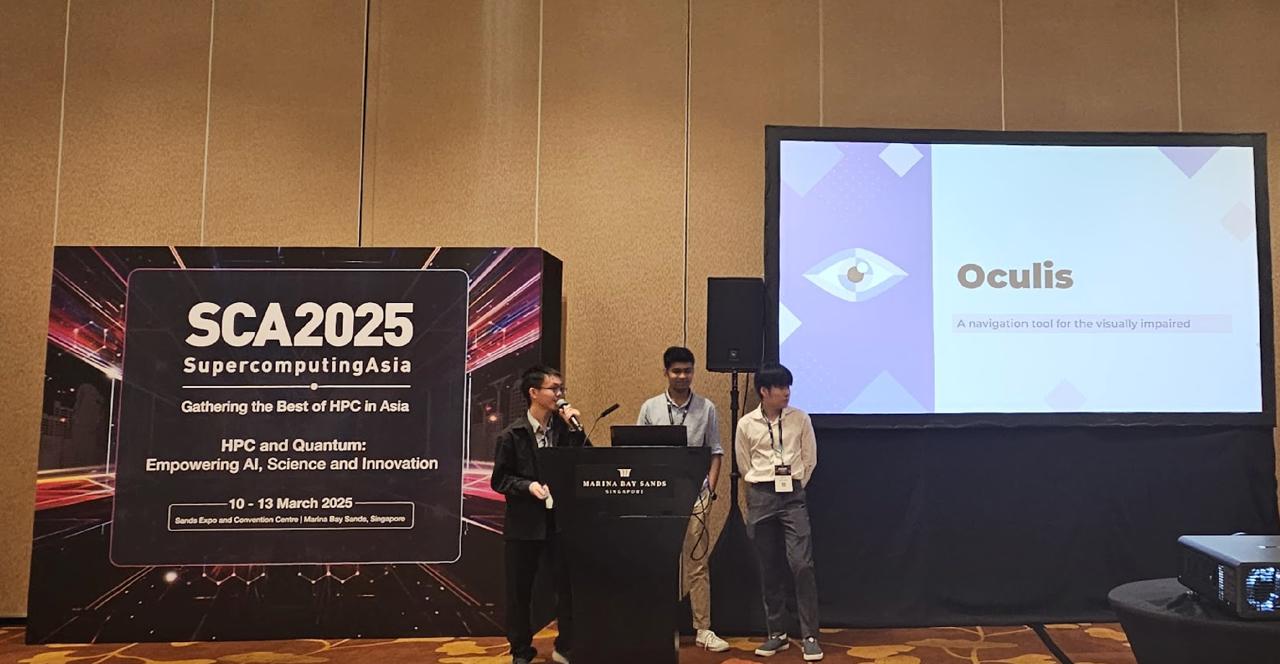 SCA2025
SupercomputingAsia
Gathering the Best of HPC in Asia
HPC and Quantum:
Empowering AI, Science and Innovation
10 - 13 March 2025
Sands Expo and Convention Centre | Marina Bay Sands, Singapore
MARINA BAY SANDS
SINGAPORE
Oculis
A navigation tool for the visually impaired